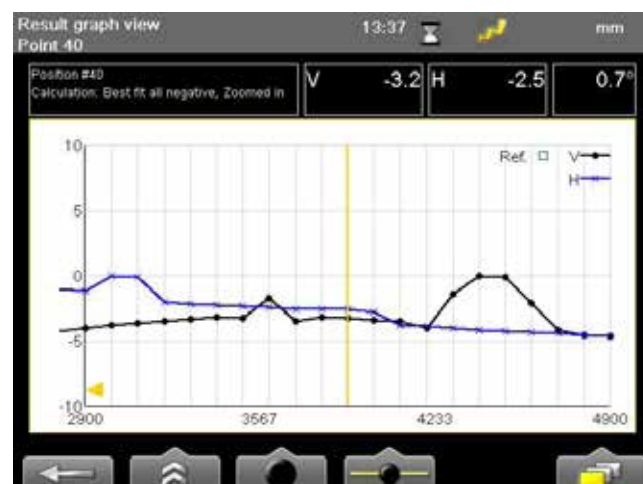 Result graph view 13:37 mm
Point 40
Position #40
Calculation: Best fit all negative, Zoomed in
V -3.2 H -2.5 0.7°
10
Ref. V
H
5
0
-5
-10
2900 3567 4233 4900